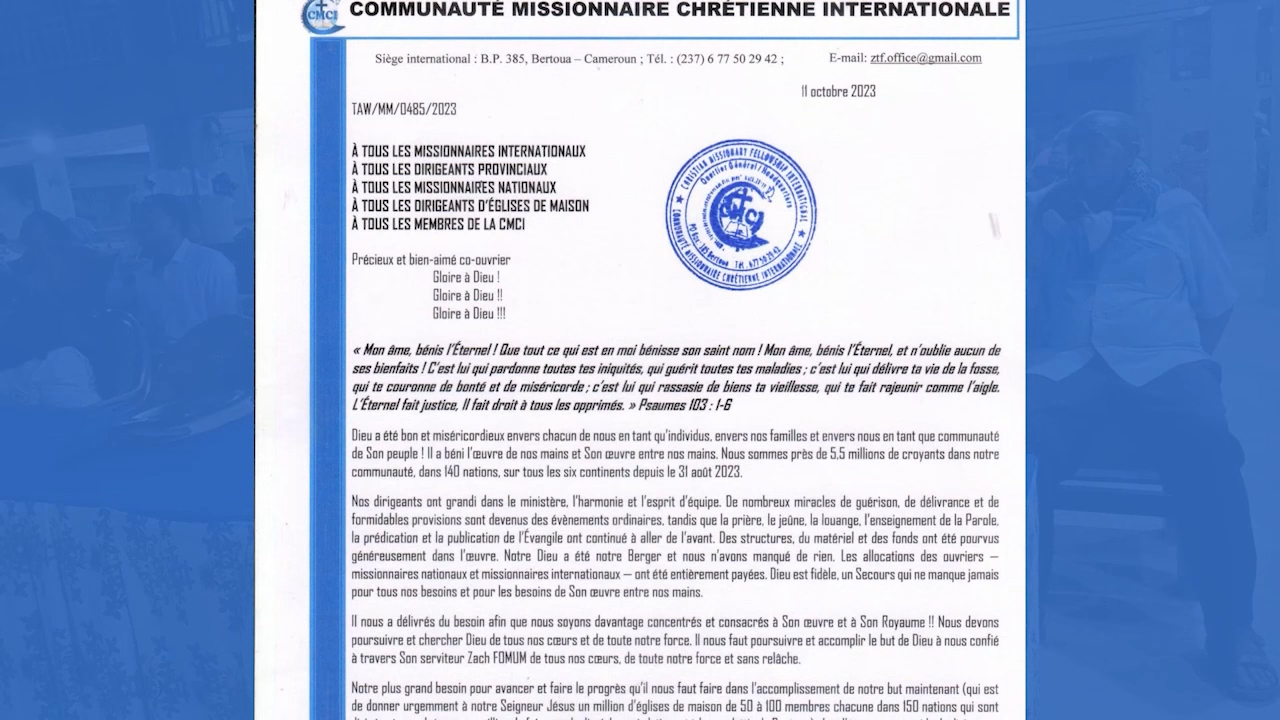 COMMUNAUTÉ MISSIONNAIRE CHRÉTIENNE INTERNATIONALE
CMCI
Siège international : B.P. 385, Bertoua – Cameroun ; Tél. : (237) 6 77 50 29 42 ; E-mail: ztf.office@gmail.com
11 octobre 2023
TAW/MM/0485/2023
À TOUS LES MISSIONNAIRES INTERNATIONAUX
À TOUS LES DIRIGEANTS PROVINCIAUX
À TOUS LES MISSIONNAIRES NATIONAUX
À TOUS LES DIRIGEANTS D'ÉGLISES DE MAISON
À TOUS LES MEMBRES DE LA CMCI
CHRISTIAN MISSIONARY FELLOWSHIP INTERNATIONAL
Quartier Général / Headquarters
COMMUNAUTÉ MISSIONNAIRE CHRÉTIENNE INTERNATIONALE
Précieux et bien-aimé co-ouvrier
Gloire à Dieu !
Gloire à Dieu !!
Gloire à Dieu !!!
« Mon âme, bénis l'Éternel ! Que tout ce qui est en moi bénisse son saint nom ! Mon âme, bénis l'Éternel, et n'oublie aucun de
ses bienfaits ! C'est lui qui pardonne toutes tes iniquités, qui guérit toutes tes maladies ; c'est lui qui délivre ta vie de la fosse,
qui te couronne de bonté et de miséricorde ; c'est lui qui rassasie de biens ta vieillesse, qui te fait rajeunir comme l'aigle.
L'Éternel fait justice, Il fait droit à tous les opprimés. » Psaumes 103 : 1-6
Dieu a été bon et miséricordieux envers chacun de nous en tant qu'individus, envers nos familles et envers nous en tant que communauté
de Son peuple ! Il a béni l'œuvre de nos mains et Son œuvre entre nos mains. Nous sommes près de 5,5 millions de croyants dans notre
communauté, dans 140 nations, sur tous les six continents depuis le 31 août 2023.
Nos dirigeants ont grandi dans le ministère, l'harmonie et l'esprit d'équipe. De nombreux miracles de guérison, de délivrance et de
formidables provisions sont devenus des évènements ordinaires, tandis que la prière, le jeûne, la louange, l'enseignement de la Parole,
la prédication et la publication de l'Évangile ont continué à aller de l'avant. Des structures, du matériel et des fonds ont été pourvus
généreusement dans l'œuvre. Notre Dieu a été notre Berger et nous n'avons manqué de rien. Les allocations des ouvriers –
missionnaires nationaux et missionnaires internationaux – ont été entièrement payées. Dieu est fidèle, un Secours qui ne manque jamais
pour tous nos besoins et pour les besoins de Son œuvre entre nos mains.
Il nous a délivrés du besoin afin que nous soyons davantage concentrés et consacrés à Son œuvre et à Son Royaume !! Nous devons
poursuivre et chercher Dieu de tous nos cœurs et de toute notre force. Il nous faut poursuivre et accomplir le but de Dieu à nous confié
à travers Son serviteur Zach FOMUM de tous nos cœurs, de toute notre force et sans relâche.
Notre plus grand besoin pour avancer et faire le progrès qu'il nous faut faire dans l'accomplissement de notre but maintenant (qui est
de donner urgemment à notre Seigneur Jésus un million d'églises de maison de 50 à 100 membres chacune dans 150 nations qui sont